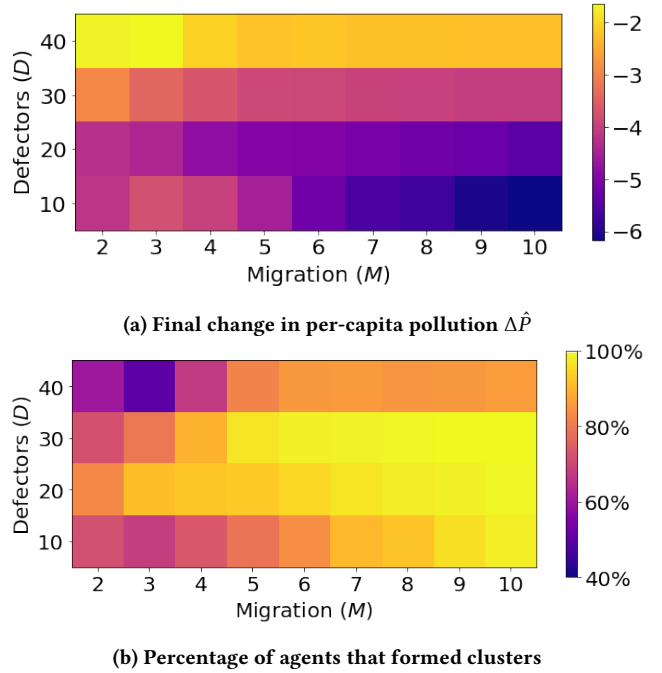 40
30
20
10
Defectors (D)
2 3 4 5 6 7 8 9 10
Migration (M)
−2
−3
−4
−5
−6
(a) Final change in per-capita pollution ΔP̂
40
30
20
10
Defectors (D)
2 3 4 5 6 7 8 9 10
Migration (M)
100%
80%
60%
40%
(b) Percentage of agents that formed clusters